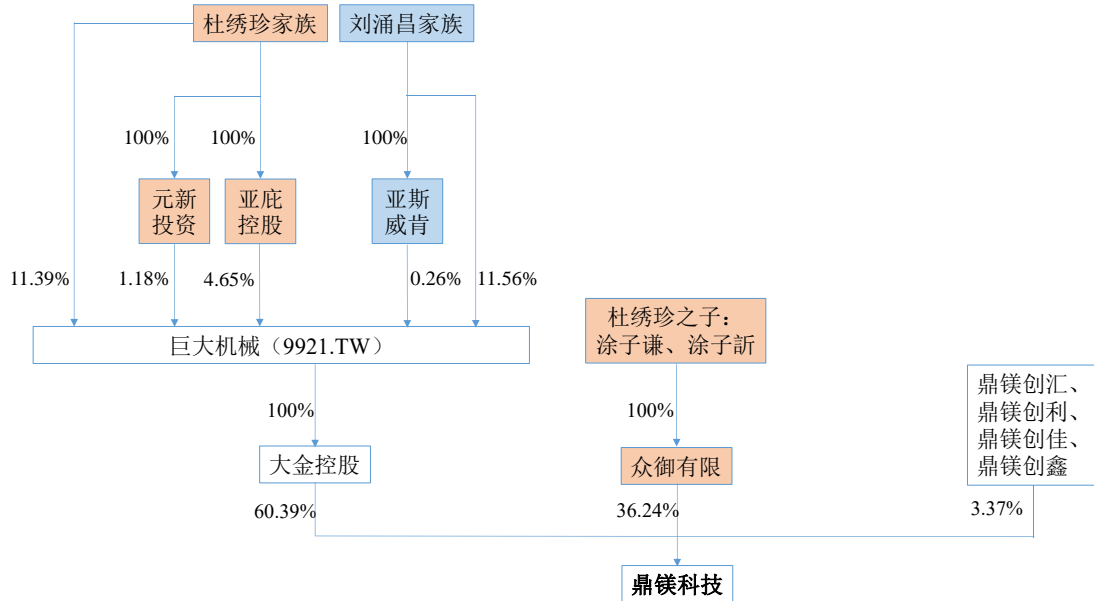 杜绣珍家族
刘涌昌家族
100%
100%
100%
元新
投资
亚庇
控股
亚斯
威肯
11.39%
1.18%
4.65%
0.26%
11.56%
巨大机械（9921.TW）
杜绣珍之子：
涂子谦、涂子訢
鼎镁创汇、
鼎镁创利、
鼎镁创佳、
鼎镁创鑫
100%
100%
大金控股
众御有限
60.39%
36.24%
3.37%
鼎镁科技